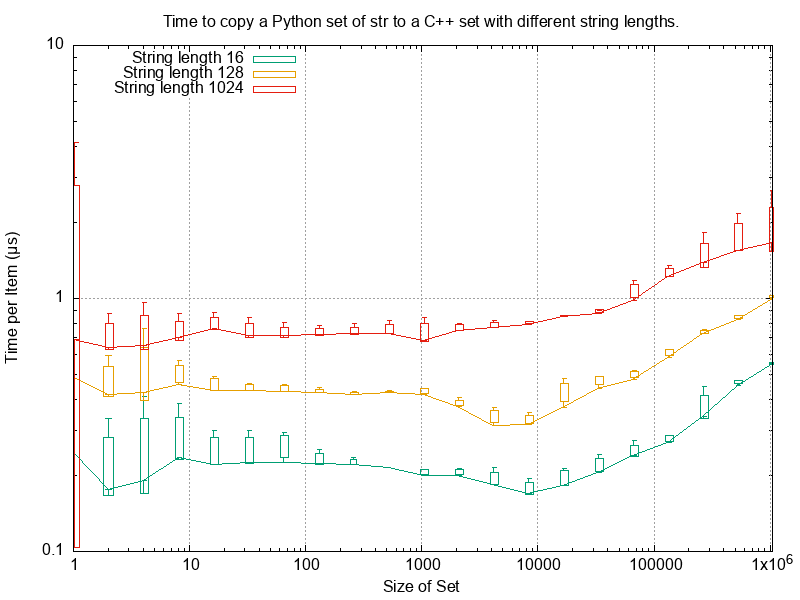 Time to copy a Python set of str to a C++ set with different string lengths.
10
String length 16
String length 128
String length 1024
Time per Item (µs)
1
0.1
1 10 100 1000 10000 100000 1x10⁶
Size of Set